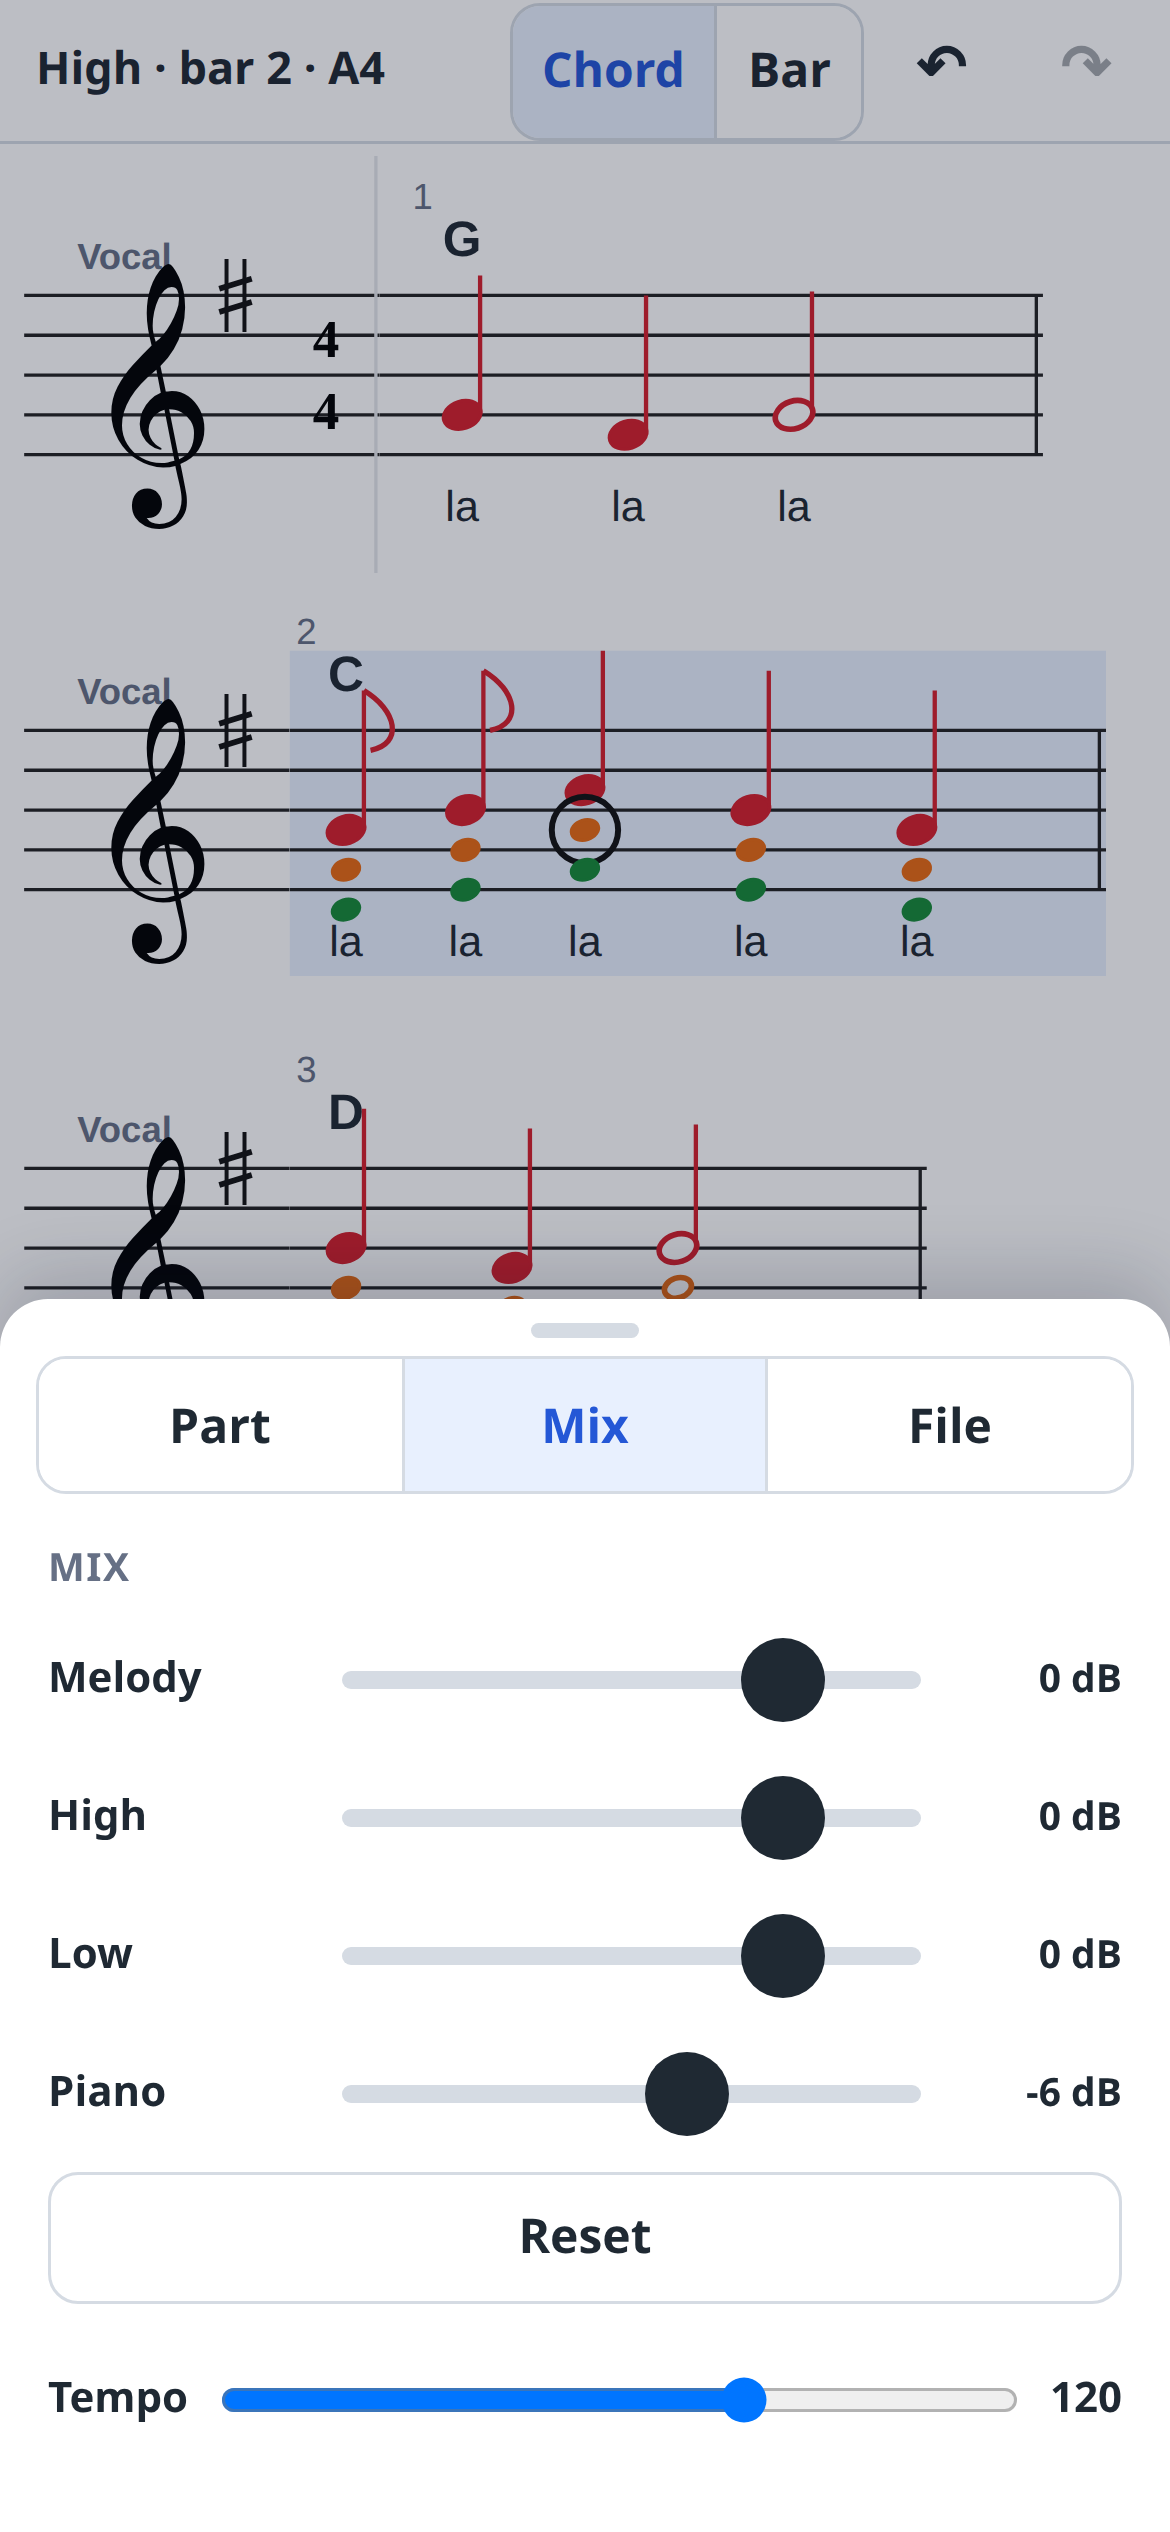 High · bar 2 · A4 Chord Bar ↶ ↷
1
G
Vocal
4
4
la la la
2
C
Vocal
la la la la la
3
D
Vocal
Part Mix File
MIX
Melody 0 dB
High 0 dB
Low 0 dB
Piano -6 dB
Reset
Tempo 120